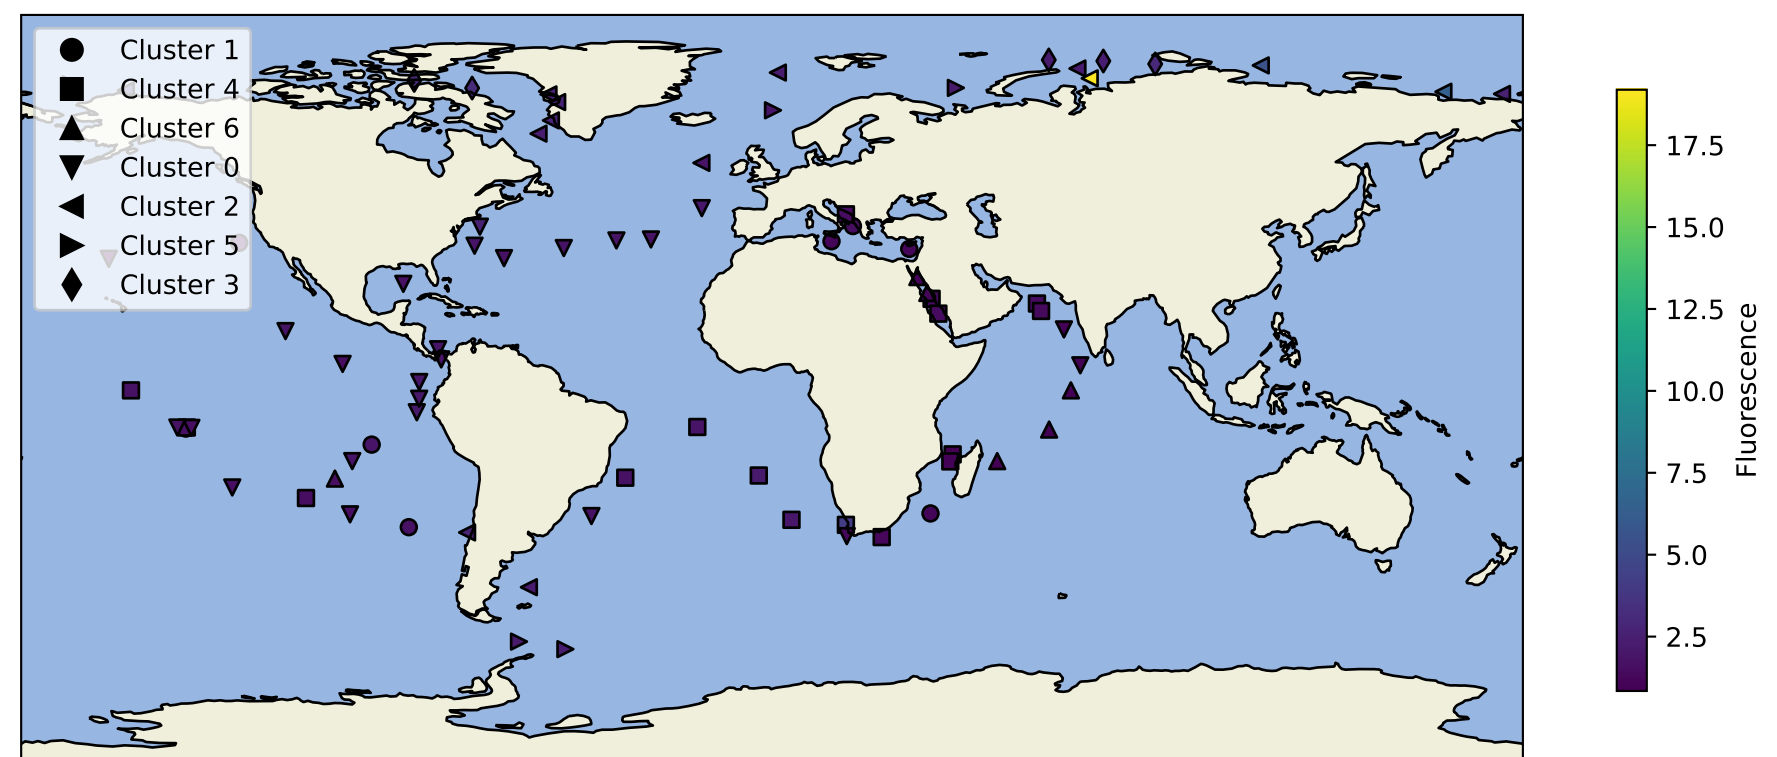 Cluster 1
Cluster 4
Cluster 6
Cluster 0
Cluster 2
Cluster 5
Cluster 3
17.5
15.0
12.5
10.0
7.5
5.0
2.5
Fluorescence